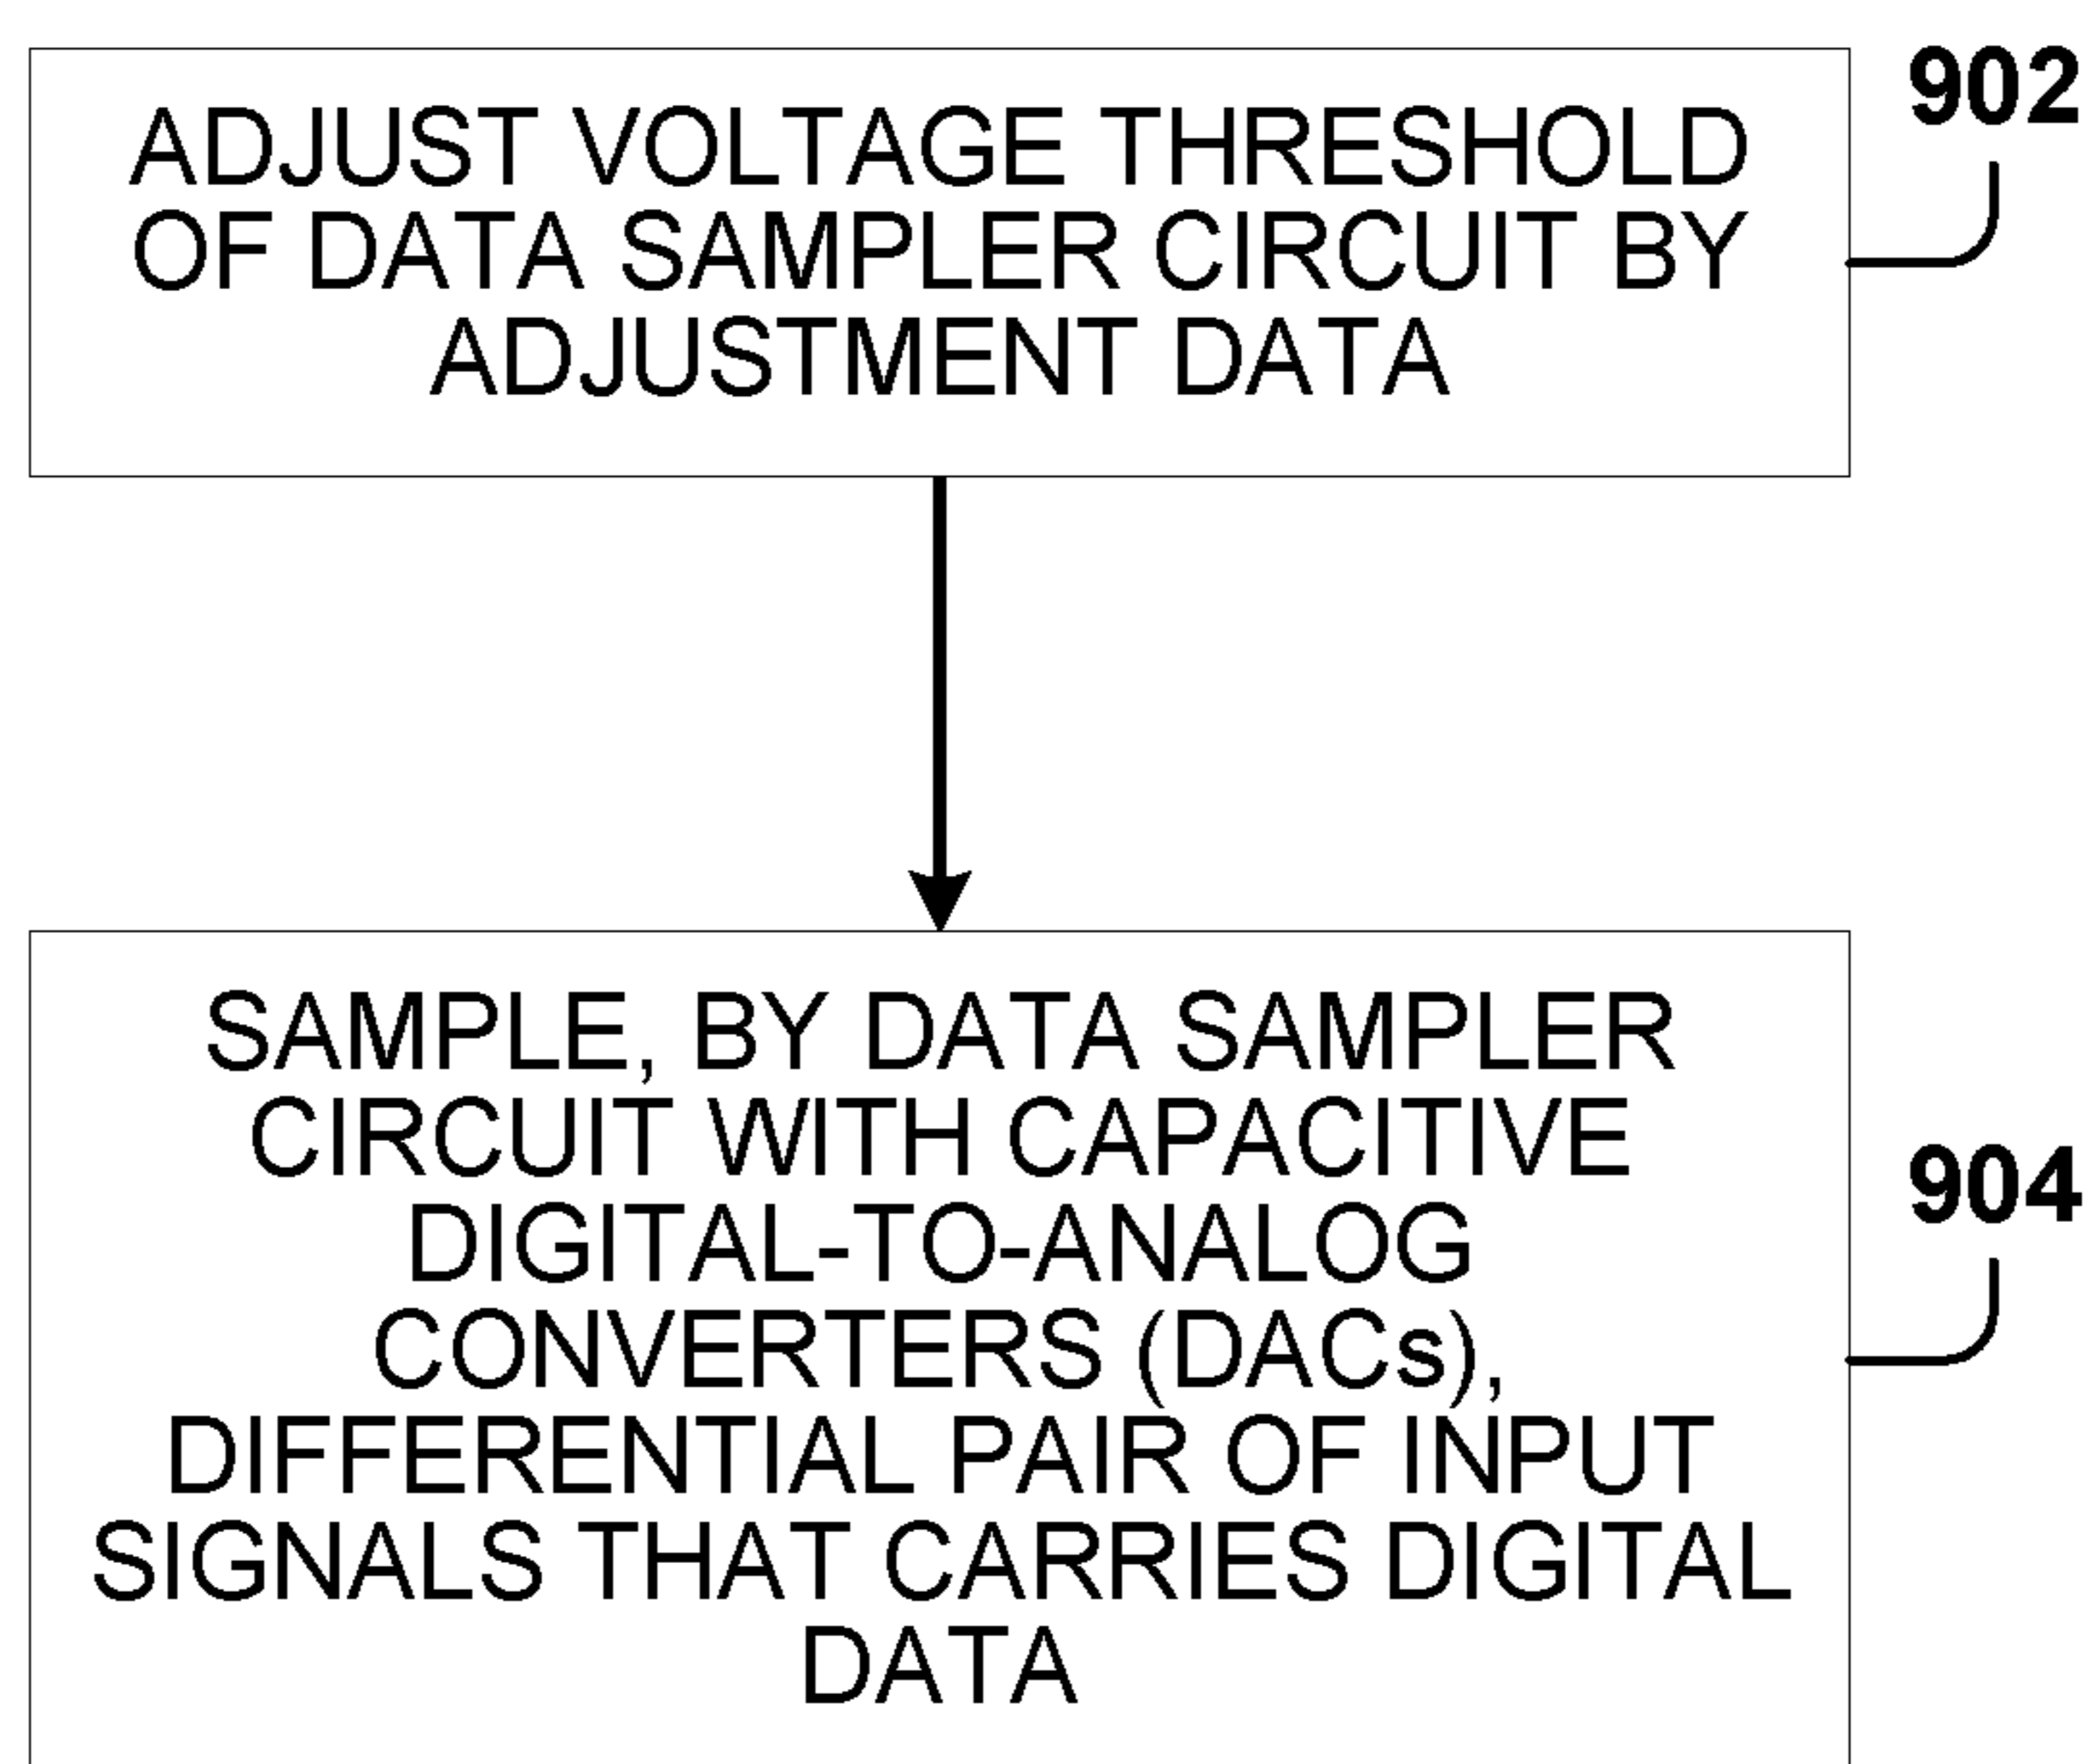 902
ADJUST VOLTAGE THRESHOLD
OF DATA SAMPLER CIRCUIT BY
ADJUSTMENT DATA
SAMPLE, BY DATA SAMPLER
CIRCUIT WITH CAPACITIVE
DIGITAL-TO-ANALOG
CONVERTERS (DACs),
DIFFERENTIAL PAIR OF INPUT
SIGNALS THAT CARRIES DIGITAL
DATA
904